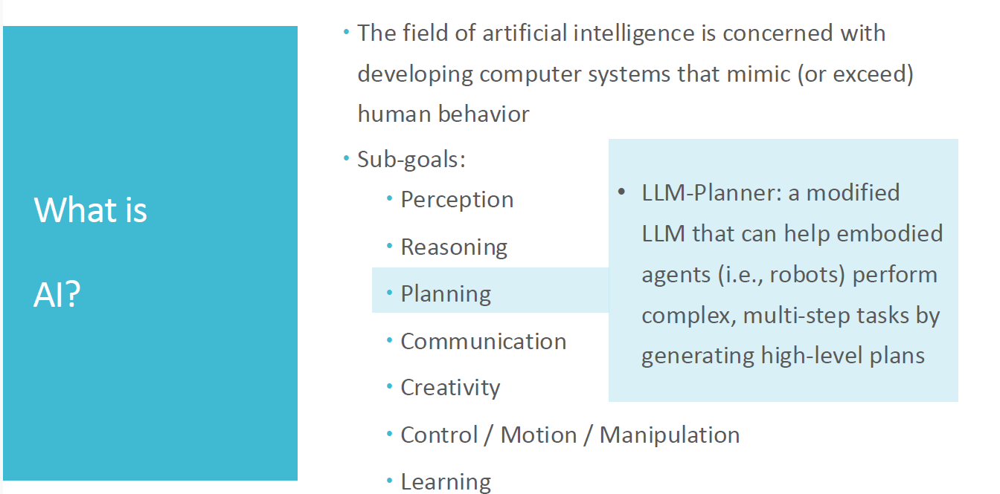 What is
AI?
• The field of artificial intelligence is concerned with
developing computer systems that mimic (or exceed)
human behavior
• Sub-goals:
• Perception
• Reasoning
• Planning
• Communication
• Creativity
• Control / Motion / Manipulation
• Learning
• LLM-Planner: a modified
LLM that can help embodied
agents (i.e., robots) perform
complex, multi-step tasks by
generating high-level plans